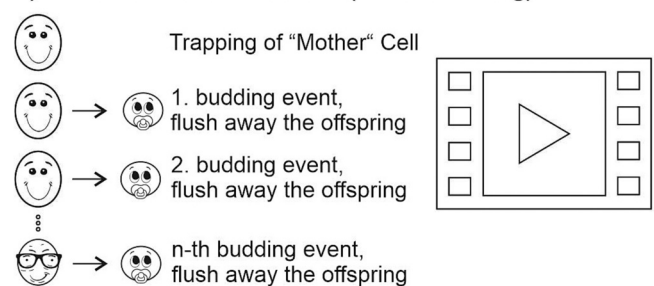 Trapping of “Mother“ Cell
1. budding event,
flush away the offspring
2. budding event,
flush away the offspring
n-th budding event,
flush away the offspring